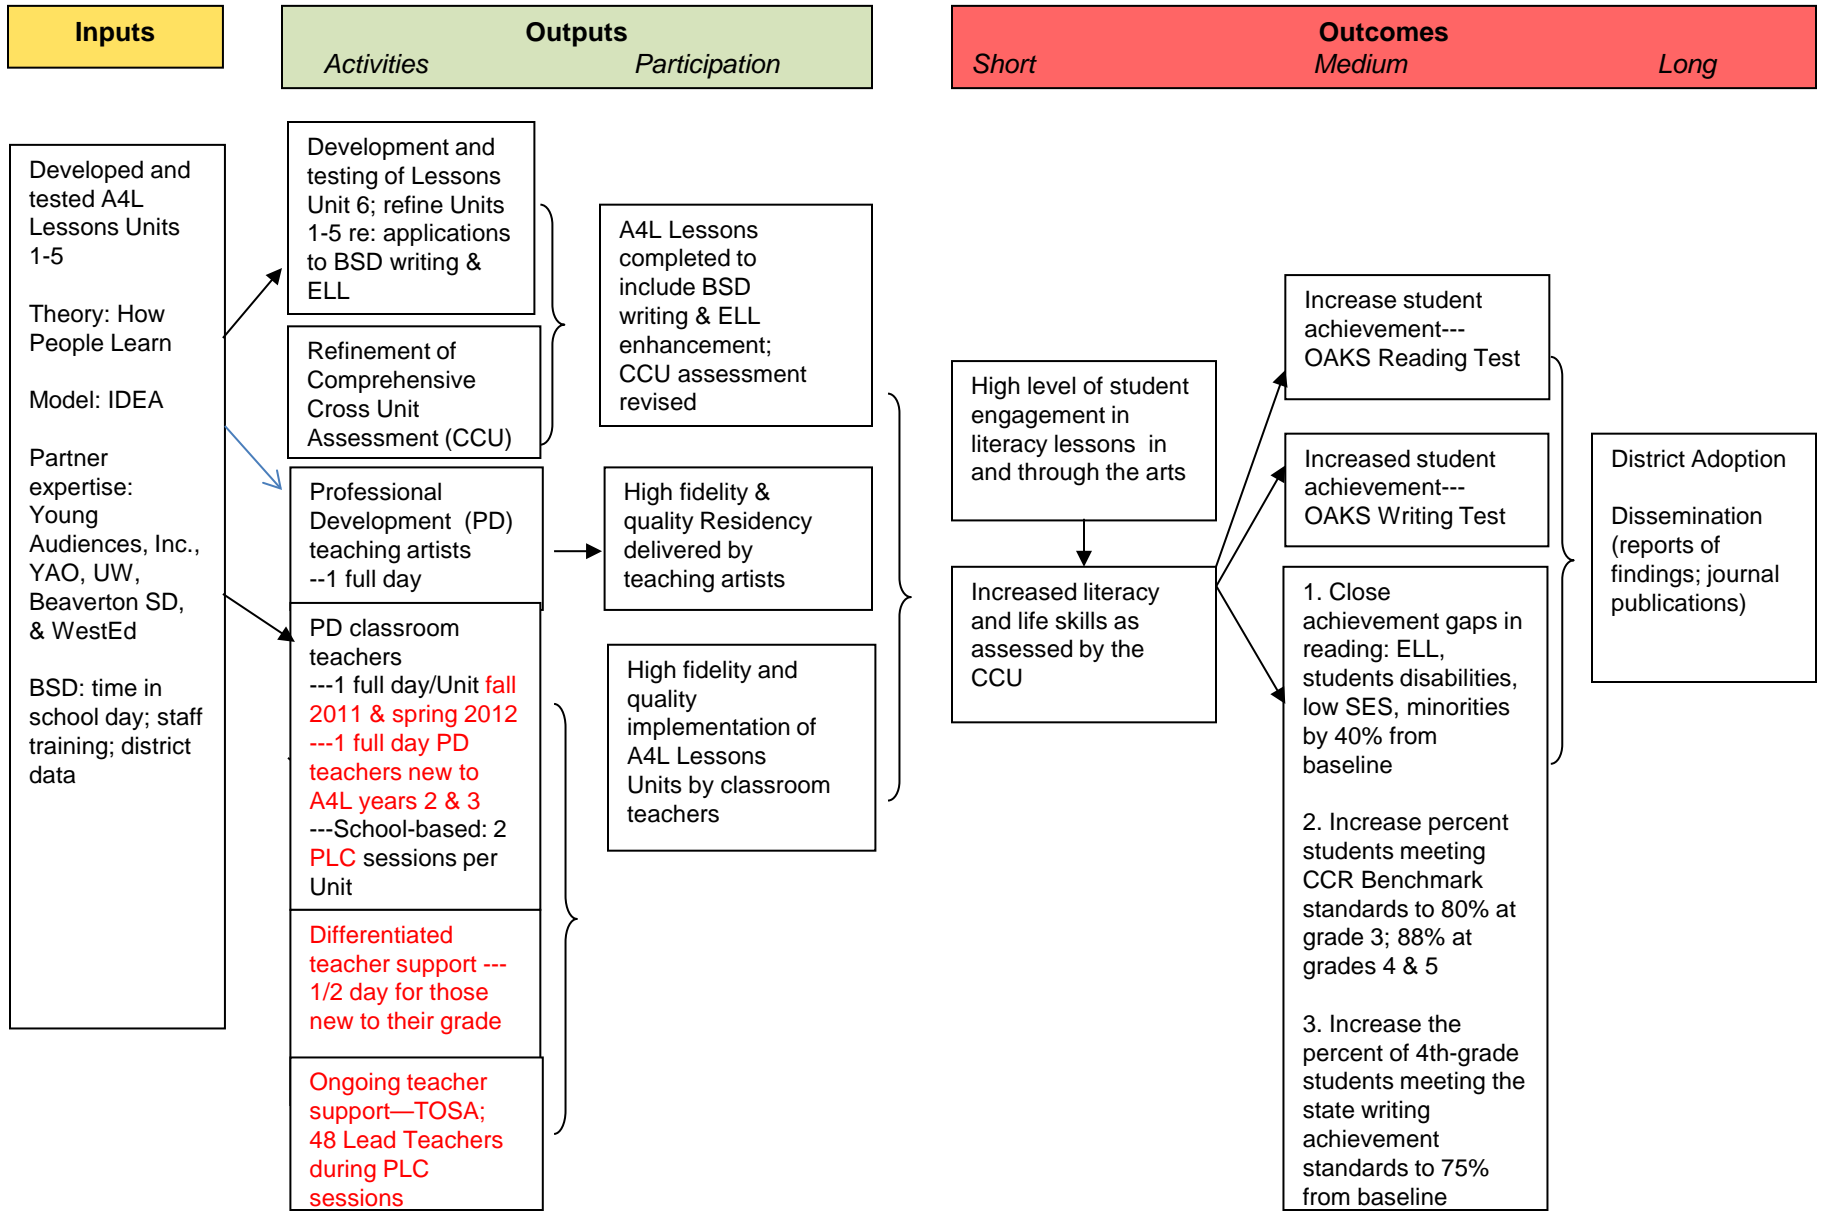 Inputs
Outputs
Activities
Participation
Outcomes
Short
Medium
Long
Developed and
tested A4L
Lessons Units
1-5
Theory: How
People Learn
Model: IDEA
Partner
expertise:
Young
Audiences, Inc.,
YAO, UW,
Beaverton SD,
& WestEd
BSD: time in
school day; staff
training; district
data
Development and
testing of Lessons
Unit 6; refine Units
1-5 re: applications
to BSD writing &
ELL
Refinement of
Comprehensive
Cross Unit
Assessment (CCU)
Professional
Development (PD)
teaching artists
--1 full day
PD classroom
teachers
---1 full day/Unit fall
2011 & spring 2012
---1 full day PD
teachers new to
A4L years 2 & 3
---School-based: 2
PLC sessions per
Unit
Differentiated
teacher support ---
1/2 day for those
new to their grade
Ongoing teacher
support—TOSA;
48 Lead Teachers
during PLC
sessions
A4L Lessons
completed to
include BSD
writing & ELL
enhancement;
CCU assessment
revised
High fidelity &
quality Residency
delivered by
teaching artists
High fidelity and
quality
implementation of
A4L Lessons
Units by classroom
teachers
High level of student
engagement in
literacy lessons in
and through the arts
Increased literacy
and life skills as
assessed by the
CCU
Increase student
achievement---
OAKS Reading Test
Increased student
achievement---
OAKS Writing Test
1. Close
achievement gaps in
reading: ELL,
students disabilities,
low SES, minorities
by 40% from
baseline
2. Increase percent
students meeting
CCR Benchmark
standards to 80% at
grade 3; 88% at
grades 4 & 5
3. Increase the
percent of 4th-grade
students meeting the
state writing
achievement
standards to 75%
from baseline
District Adoption
Dissemination
(reports of
findings; journal
publications)